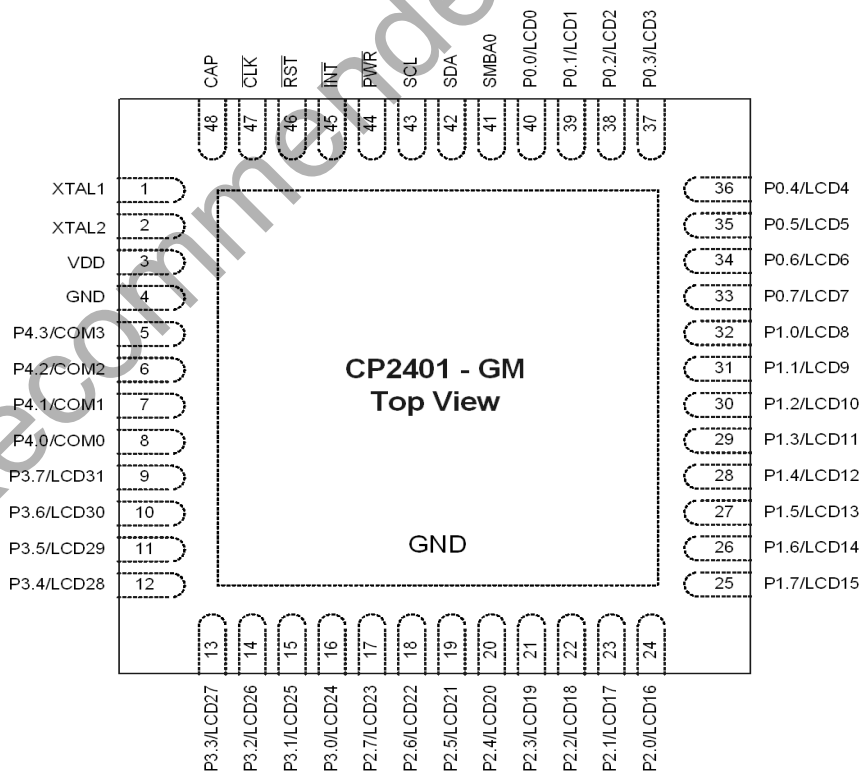 CAP
C̅L̅K̅
R̅S̅T̅
I̅N̅T̅
P̅W̅R̅
SCL
SDA
SMBA0
P0.0/LCD0
P0.1/LCD1
P0.2/LCD2
P0.3/LCD3
48
47
46
45
44
43
42
41
40
39
38
37
XTAL1 1
XTAL2 2
VDD 3
GND 4
P4.3/COM3 5
P4.2/COM2 6
P4.1/COM1 7
P4.0/COM0 8
P3.7/LCD31 9
P3.6/LCD30 10
P3.5/LCD29 11
P3.4/LCD28 12
CP2401 - GM
Top View
GND
36 P0.4/LCD4
35 P0.5/LCD5
34 P0.6/LCD6
33 P0.7/LCD7
32 P1.0/LCD8
31 P1.1/LCD9
30 P1.2/LCD10
29 P1.3/LCD11
28 P1.4/LCD12
27 P1.5/LCD13
26 P1.6/LCD14
25 P1.7/LCD15
13
14
15
16
17
18
19
20
21
22
23
24
P3.3/LCD27
P3.2/LCD26
P3.1/LCD25
P3.0/LCD24
P2.7/LCD23
P2.6/LCD22
P2.5/LCD21
P2.4/LCD20
P2.3/LCD19
P2.2/LCD18
P2.1/LCD17
P2.0/LCD16
ecommende